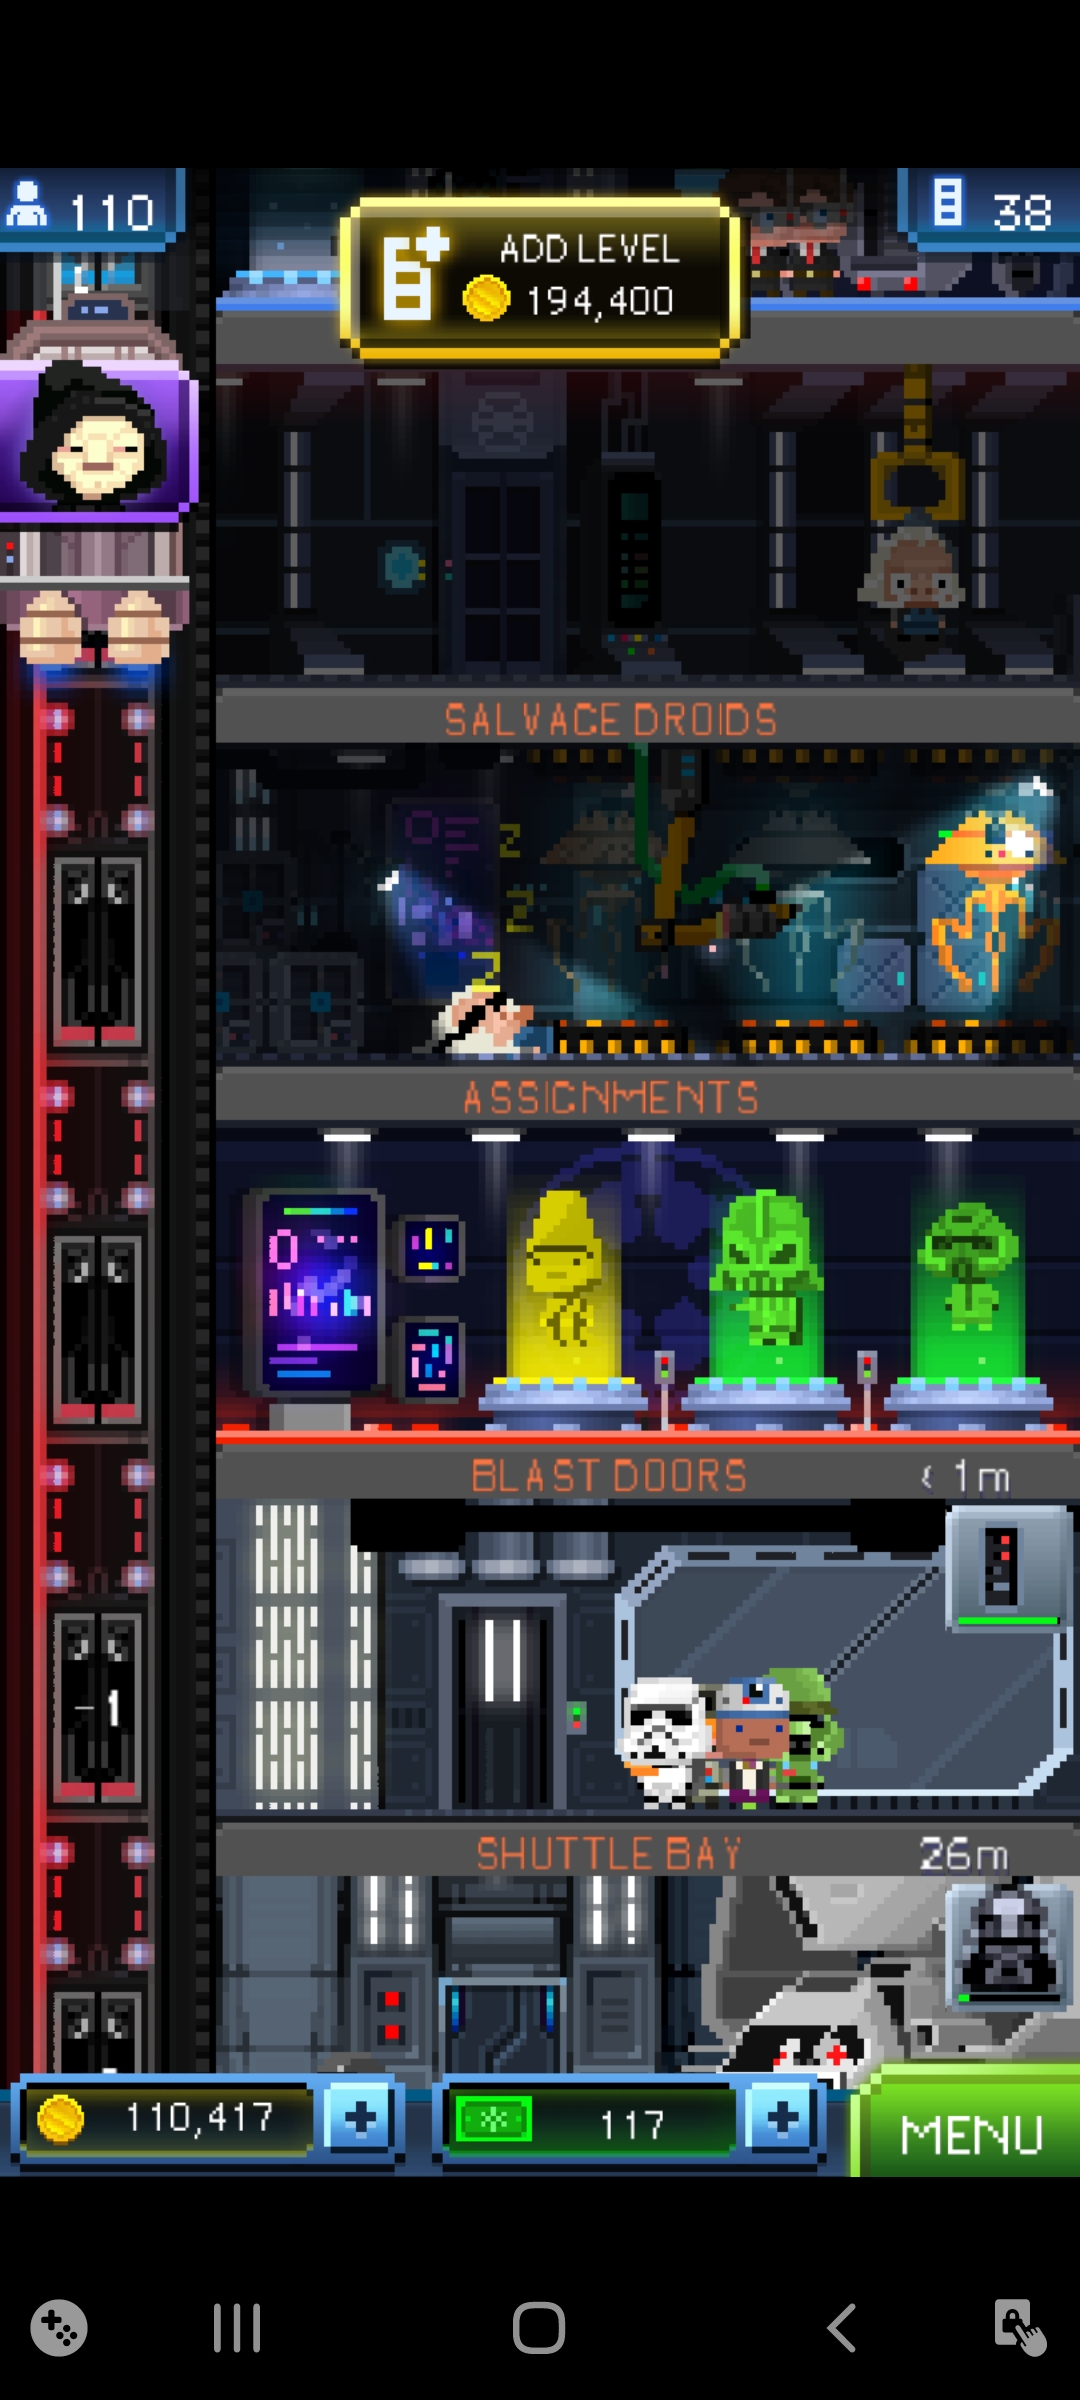 110
ADD LEVEL
194,400
38
SALVAGE DROIDS
Z
Z
Z
ASSIGNMENTS
BLAST DOORS
< 1m
-1
SHUTTLE BAY
26m
110,417
+
117
+
MENU